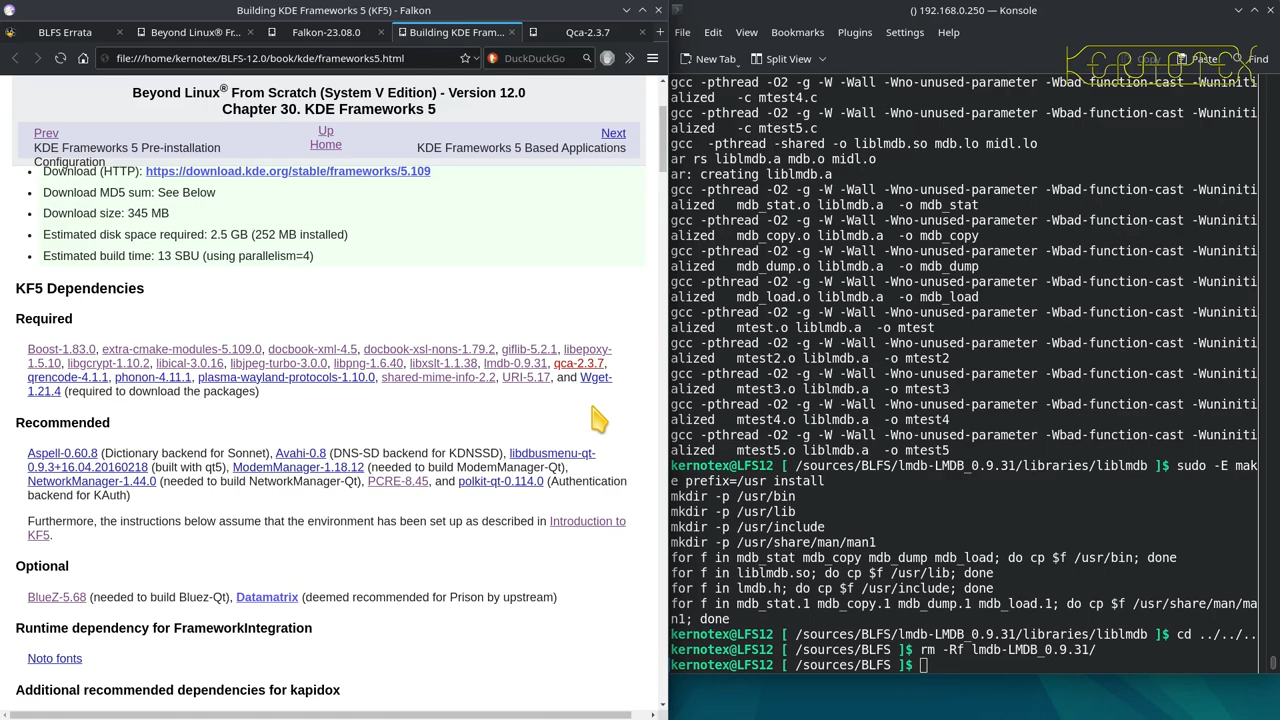 Building KDE Frameworks 5 (KF5) - Falkon
BLFS Errata
Beyond Linux® Fr...
Falkon-23.08.0
Building KDE Fram...
Qca-2.3.7
file:///home/kernotex/BLFS-12.0/book/kde/frameworks5.html
DuckDuckGo
Beyond Linux® From Scratch (System V Edition) - Version 12.0
Chapter 30. KDE Frameworks 5
Prev
Up
Next
KDE Frameworks 5 Pre-installation
Home
KDE Frameworks 5 Based Applications
Configuration
Download (HTTP): https://download.kde.org/stable/frameworks/5.109
Download MD5 sum: See Below
Download size: 345 MB
Estimated disk space required: 2.5 GB (252 MB installed)
Estimated build time: 13 SBU (using parallelism=4)
KF5 Dependencies
Required
Boost-1.83.0, extra-cmake-modules-5.109.0, docbook-xml-4.5, docbook-xsl-nons-1.79.2, giflib-5.2.1, libepoxy-
1.5.10, libgcrypt-1.10.2, libical-3.0.16, libjpeg-turbo-3.0.0, libpng-1.6.40, libxslt-1.1.38, lmdb-0.9.31, qca-2.3.7,
qrencode-4.1.1, phonon-4.11.1, plasma-wayland-protocols-1.10.0, shared-mime-info-2.2, URI-5.17, and Wget-
1.21.4 (required to download the packages)
Recommended
Aspell-0.60.8 (Dictionary backend for Sonnet), Avahi-0.8 (DNS-SD backend for KDNSSD), libdbusmenu-qt-
0.9.3+16.04.20160218 (built with qt5), ModemManager-1.18.12 (needed to build ModemManager-Qt),
NetworkManager-1.44.0 (needed to build NetworkManager-Qt), PCRE-8.45, and polkit-qt-0.114.0 (Authentication
backend for KAuth)
Furthermore, the instructions below assume that the environment has been set up as described in Introduction to
KF5.
Optional
BlueZ-5.68 (needed to build Bluez-Qt), Datamatrix (deemed recommended for Prison by upstream)
Runtime dependency for FrameworkIntegration
Noto fonts
Additional recommended dependencies for kapidox
() 192.168.0.250 — Konsole
File Edit View Bookmarks Plugins Settings Help
New Tab Split View Copy Paste Find
KERNOTEX
gcc -pthread -O2 -g -W -Wall -Wno-unused-parameter -Wbad-function-cast -Wuniniti
alized   -c mtest4.c
gcc -pthread -O2 -g -W -Wall -Wno-unused-parameter -Wbad-function-cast -Wuniniti
alized   -c mtest5.c
gcc  -pthread -shared -o liblmdb.so mdb.lo midl.lo
ar rs liblmdb.a mdb.o midl.o
ar: creating liblmdb.a
gcc -pthread -O2 -g -W -Wall -Wno-unused-parameter -Wbad-function-cast -Wuniniti
alized   mdb_stat.o liblmdb.a  -o mdb_stat
gcc -pthread -O2 -g -W -Wall -Wno-unused-parameter -Wbad-function-cast -Wuniniti
alized   mdb_copy.o liblmdb.a  -o mdb_copy
gcc -pthread -O2 -g -W -Wall -Wno-unused-parameter -Wbad-function-cast -Wuniniti
alized   mdb_dump.o liblmdb.a  -o mdb_dump
gcc -pthread -O2 -g -W -Wall -Wno-unused-parameter -Wbad-function-cast -Wuniniti
alized   mdb_load.o liblmdb.a  -o mdb_load
gcc -pthread -O2 -g -W -Wall -Wno-unused-parameter -Wbad-function-cast -Wuniniti
alized   mtest.o liblmdb.a  -o mtest
gcc -pthread -O2 -g -W -Wall -Wno-unused-parameter -Wbad-function-cast -Wuniniti
alized   mtest2.o liblmdb.a  -o mtest2
gcc -pthread -O2 -g -W -Wall -Wno-unused-parameter -Wbad-function-cast -Wuniniti
alized   mtest3.o liblmdb.a  -o mtest3
gcc -pthread -O2 -g -W -Wall -Wno-unused-parameter -Wbad-function-cast -Wuniniti
alized   mtest4.o liblmdb.a  -o mtest4
gcc -pthread -O2 -g -W -Wall -Wno-unused-parameter -Wbad-function-cast -Wuniniti
alized   mtest5.o liblmdb.a  -o mtest5
kernotex@LFS12 [ /sources/BLFS/lmdb-LMDB_0.9.31/libraries/liblmdb ]$ sudo -E mak
e prefix=/usr install
mkdir -p /usr/bin
mkdir -p /usr/lib
mkdir -p /usr/include
mkdir -p /usr/share/man/man1
for f in mdb_stat mdb_copy mdb_dump mdb_load; do cp $f /usr/bin; done
for f in liblmdb.so; do cp $f /usr/lib; done
for f in lmdb.h; do cp $f /usr/include; done
for f in mdb_stat.1 mdb_copy.1 mdb_dump.1 mdb_load.1; do cp $f /usr/share/man/ma
n1; done
kernotex@LFS12 [ /sources/BLFS/lmdb-LMDB_0.9.31/libraries/liblmdb ]$ cd ../../..
kernotex@LFS12 [ /sources/BLFS ]$ rm -Rf lmdb-LMDB_0.9.31/
kernotex@LFS12 [ /sources/BLFS ]$